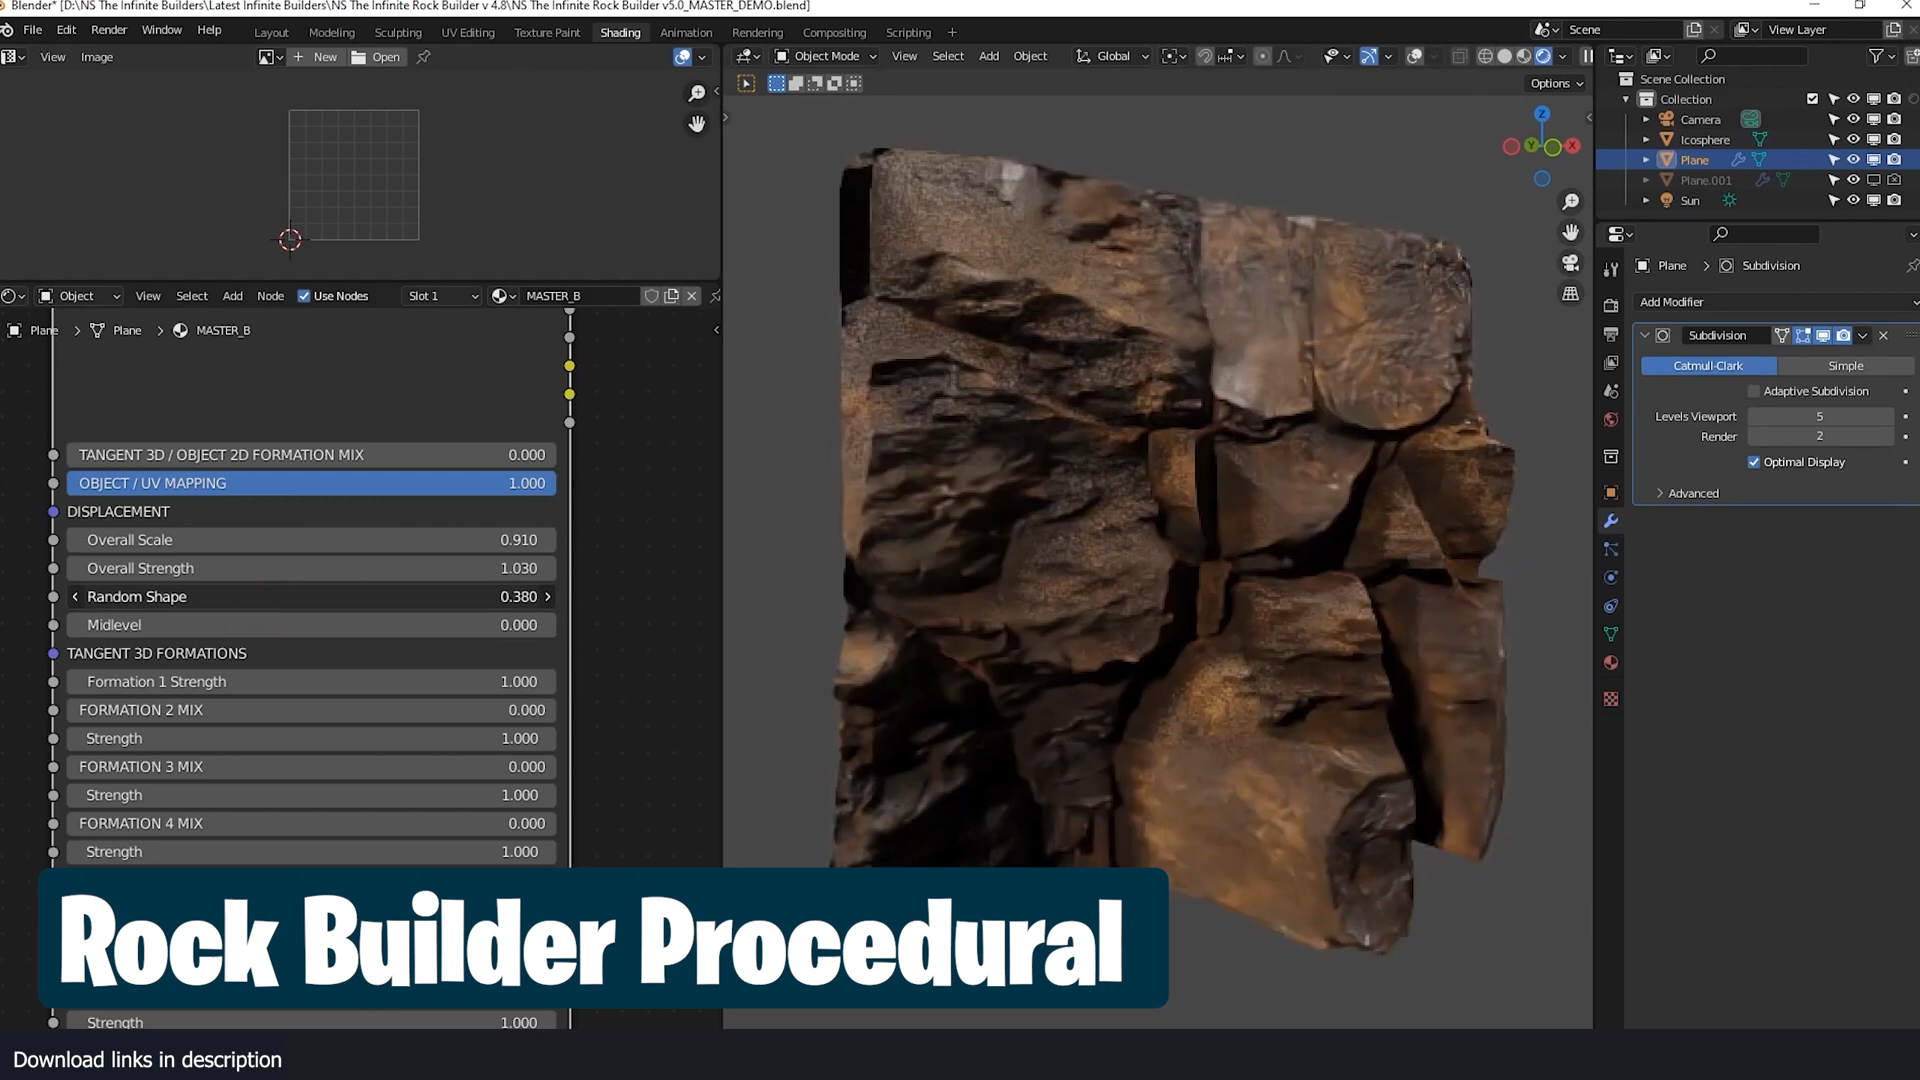 Blender* [D:\NS The Infinite Builders\Latest Infinite Builders\NS The Infinite Rock Builder v 4.8\NS The Infinite Rock Builder v5.0_MASTER_DEMO.blend]
File Edit Render Window Help Layout Modeling Sculpting UV Editing Texture Paint Shading Animation Rendering Compositing Scripting + Scene View Layer
View Image + New Open Object Mode View Select Add Object Global
Options
Scene Collection
Collection
Camera
Icosphere
Plane
Plane.001
Sun
Z
Y
X
Plane > Subdivision
Add Modifier
Subdivision
Catmull-Clark Simple
Adaptive Subdivision
Levels Viewport 5
Render 2
Optimal Display
Advanced
Object View Select Add Node Use Nodes Slot 1 MASTER_B
Plane > Plane > MASTER_B
TANGENT 3D / OBJECT 2D FORMATION MIX 0.000
OBJECT / UV MAPPING 1.000
DISPLACEMENT
Overall Scale 0.910
Overall Strength 1.030
Random Shape 0.380
Midlevel 0.000
TANGENT 3D FORMATIONS
Formation 1 Strength 1.000
FORMATION 2 MIX 0.000
Strength 1.000
FORMATION 3 MIX 0.000
Strength 1.000
FORMATION 4 MIX 0.000
Strength 1.000
Rock Builder Procedural
Strength 1.000
Download links in description